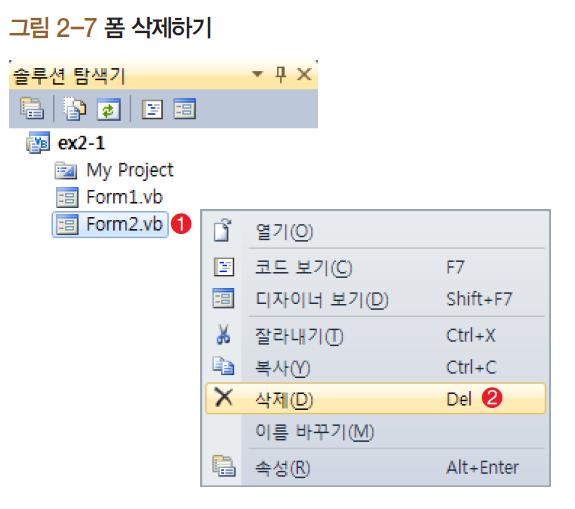 그림 2-7 폼 삭제하기
솔루션 탐색기
ex2-1
My Project
Form1.vb
Form2.vb 1
열기(O)
코드 보기(C) F7
디자이너 보기(D) Shift+F7
잘라내기(T) Ctrl+X
복사(Y) Ctrl+C
삭제(D) Del 2
이름 바꾸기(M)
속성(R) Alt+Enter